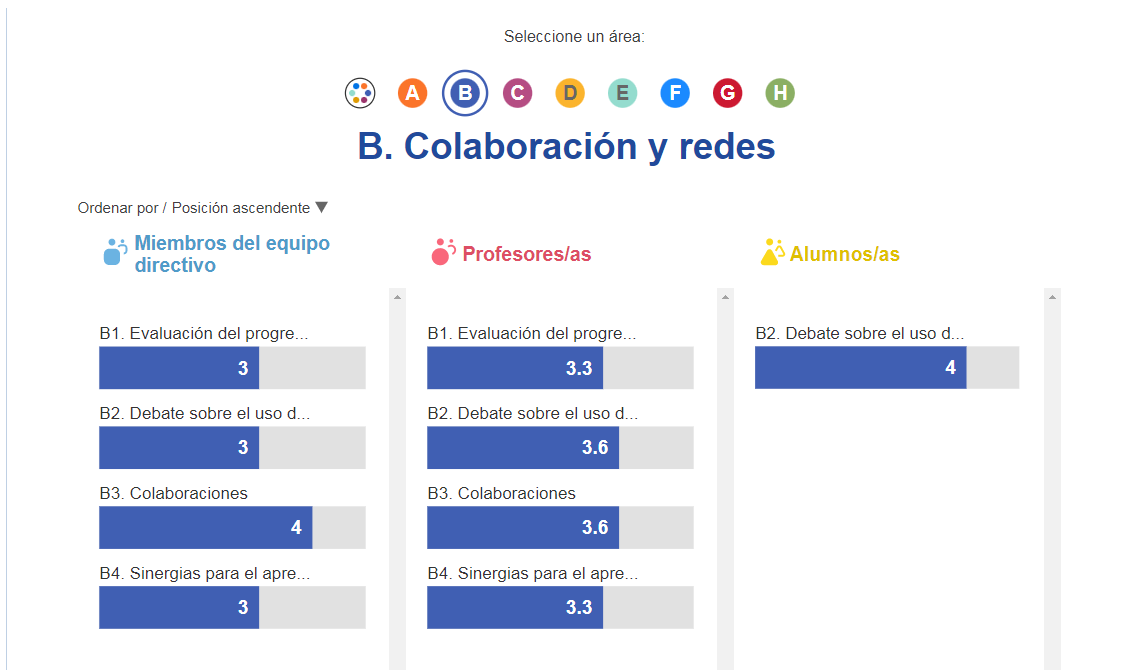 Seleccione un área:
A B C D E F G H
B. Colaboración y redes
Ordenar por / Posición ascendente ▼
Miembros del equipo
directivo
B1. Evaluación del progre...
3
B2. Debate sobre el uso d...
3
B3. Colaboraciones
4
B4. Sinergias para el apre...
3
Profesores/as
B1. Evaluación del progre...
3.3
B2. Debate sobre el uso d...
3.6
B3. Colaboraciones
3.6
B4. Sinergias para el apre...
3.3
Alumnos/as
B2. Debate sobre el uso d...
4